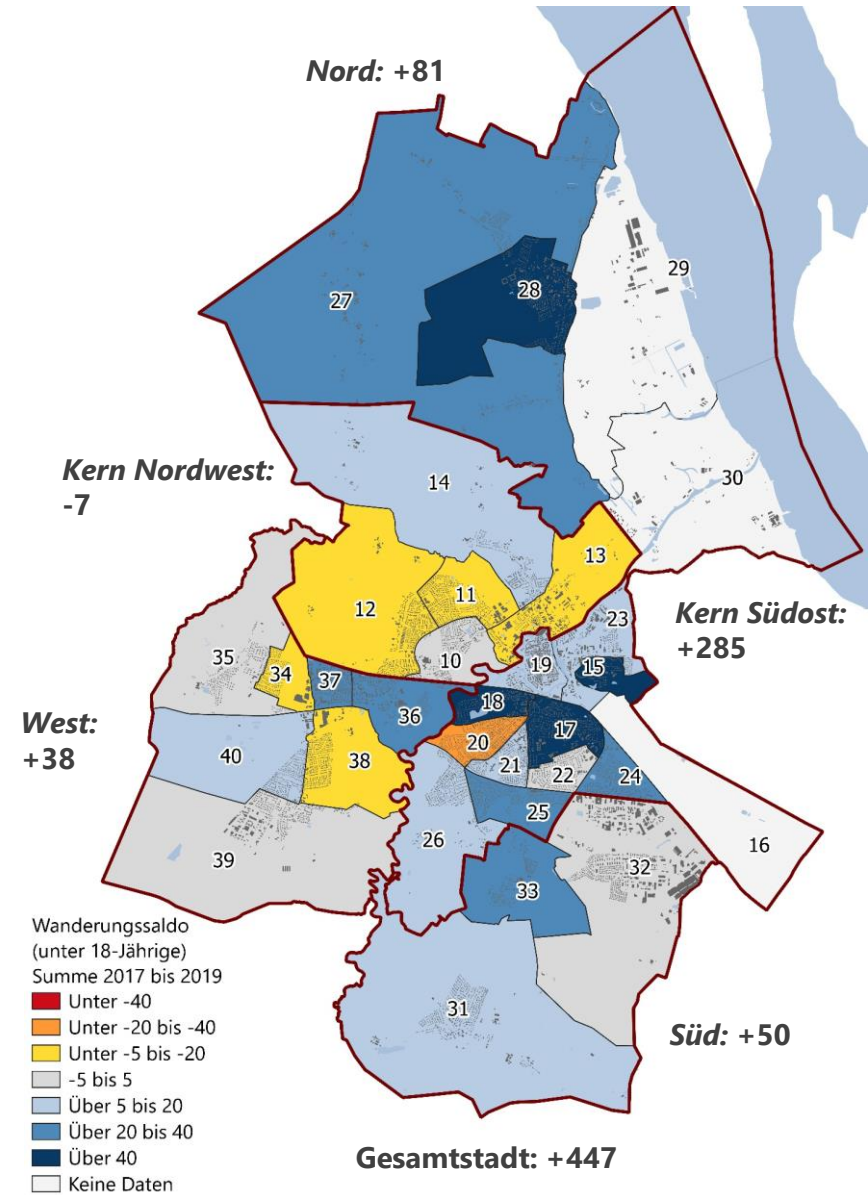 Nord: +81
29
28
27
30
Kern Nordwest:
-7
14
13
11
12
Kern Südost:
+285
23
10
19
15
35
34
37
18
36
17
West:
+38
20
40
38
21
22
24
25
16
26
39
32
33
Wanderungssaldo
(unter 18-Jährige)
Summe 2017 bis 2019
Unter -40
Unter -20 bis -40
Unter -5 bis -20
-5 bis 5
Über 5 bis 20
Über 20 bis 40
Über 40
Keine Daten
31
Süd: +50
Gesamtstadt: +447